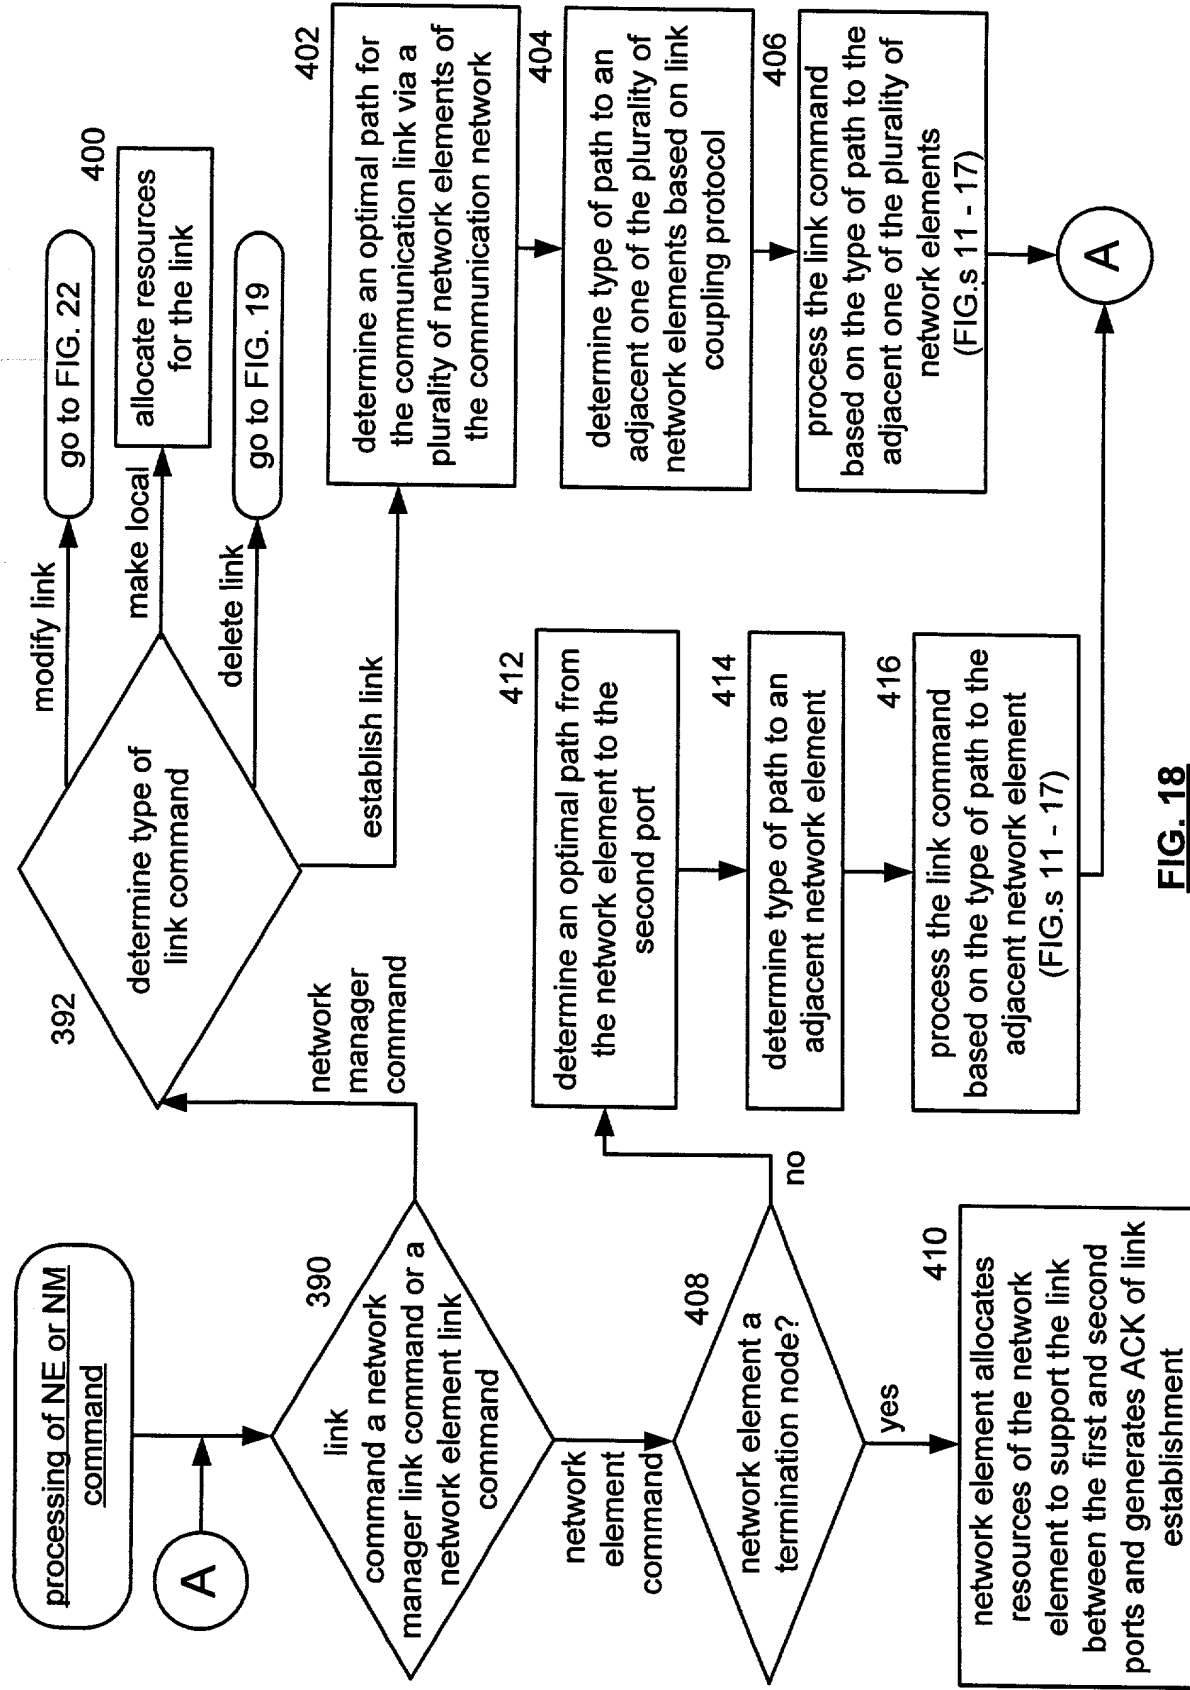 processing of NE or NM
command
A
390
link
command a network
manager link command or a
network element link
command
network
manager
command
network
element
command
392
determine type of
link command
modify link
go to FIG. 22
make local
400
allocate resources
for the link
delete link
go to FIG. 19
establish link
402
determine an optimal path for
the communication link via a
plurality of network elements of
the communication network
404
determine type of path to an
adjacent one of the plurality of
network elements based on link
coupling protocol
406
process the link command
based on the type of path to the
adjacent one of the plurality of
network elements
(FIG.s 11 - 17)
A
408
network element a
termination node?
no
yes
410
network element allocates
resources of the network
element to support the link
between the first and second
ports and generates ACK of link
establishment
412
determine an optimal path from
the network element to the
second port
414
determine type of path to an
adjacent network element
416
process the link command
based on the type of path to the
adjacent network element
(FIG.s 11 - 17)
FIG. 18